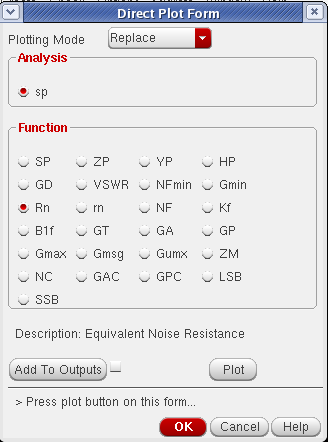 Direct Plot Form
Plotting Mode Replace
Analysis
sp
Function
SP ZP YP HP
GD VSWR NFmin Gmin
Rn rn NF Kf
B1f GT GA GP
Gmax Gmsg Gumx ZM
NC GAC GPC LSB
SSB
Description: Equivalent Noise Resistance
Add To Outputs Plot
> Press plot button on this form...
OK Cancel Help